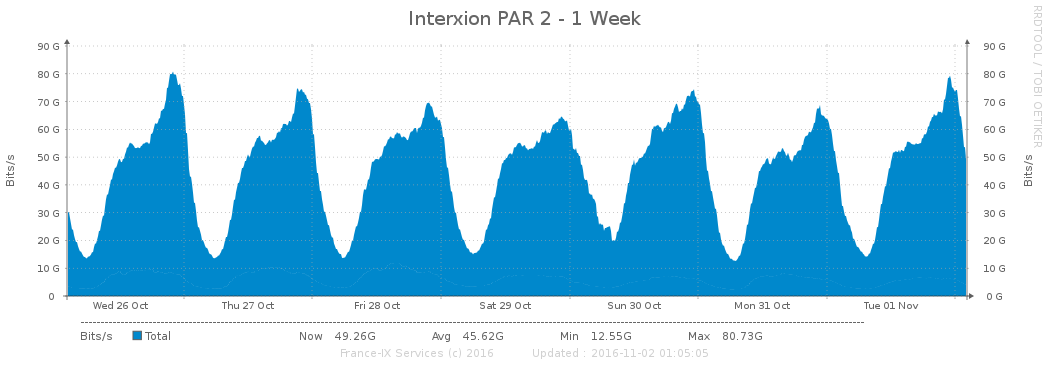 Interxion PAR 2 - 1 Week
RRDTOOL / TOBI OETIKER
Bits/s
90 G 90 G
80 G 80 G
70 G 70 G
60 G 60 G
50 G 50 G
40 G 40 G
30 G 30 G
20 G 20 G
10 G 10 G
0 0 G
Bits/s
Wed 26 Oct Thu 27 Oct Fri 28 Oct Sat 29 Oct Sun 30 Oct Mon 31 Oct Tue 01 Nov
Bits/s Total Now 49.26G Avg 45.62G Min 12.55G Max 80.73G
France-IX Services (c) 2016 Updated : 2016-11-02 01:05:05